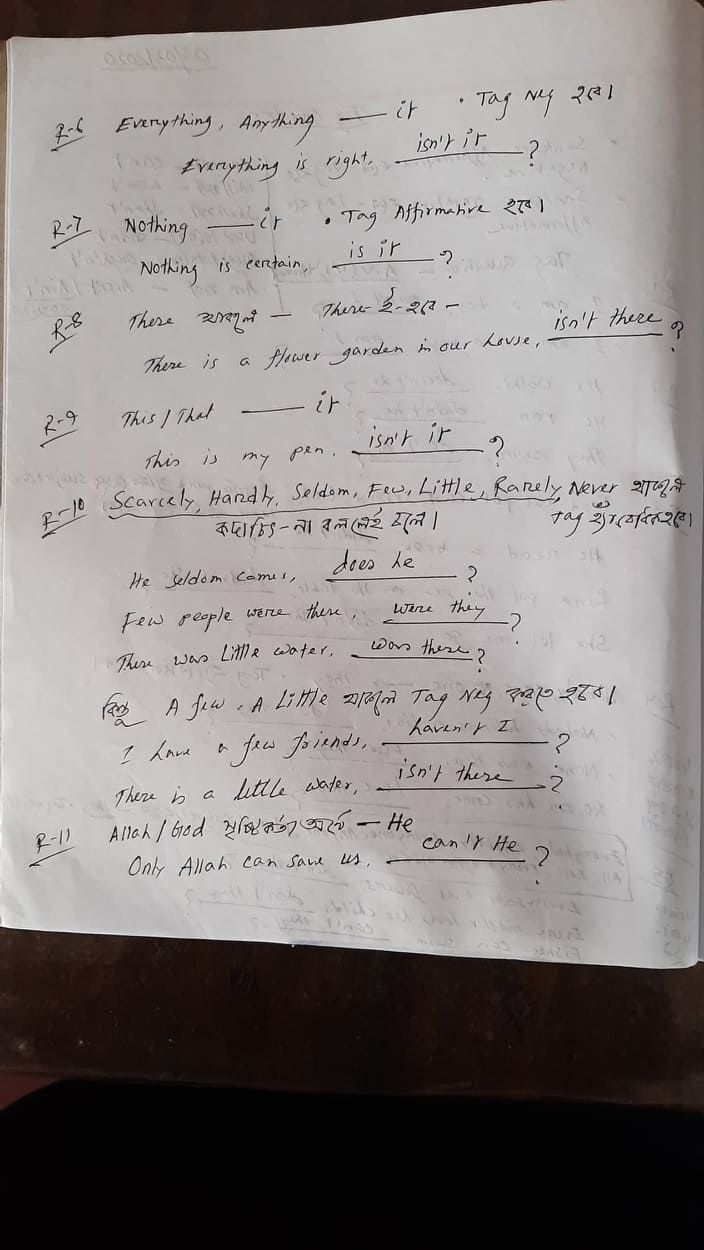 R-6 Everything, Anything — it • Tag Neg হবে।
Everything is right, isn't it ?
R-7 Nothing — it • Tag Affirmative হবে।
Nothing is certain, is it ?
R-8 There থাকলে — There-ই-হবে —
There is a flower garden in our house, isn't there ?
R-9 This/That — it
This is my pen. isn't it ?
R-10 Scarcely, Hardly, Seldom, Few, Little, Rarely, Never থাকলে
কদাচিৎ-না বললেই চলে। Tag হ্যাঁবোধক হবে।
He seldom comes, does he ?
Few people were there, were they ?
There was Little water, was there ?
কিন্তু A few, A Little থাকলে Tag Neg করতে হবে।
I have a few friends, haven't I ?
There is a little water, isn't there ?
R-11 Allah/God সৃষ্টিকর্তা অর্থে — He
Only Allah can save us, can't He ?